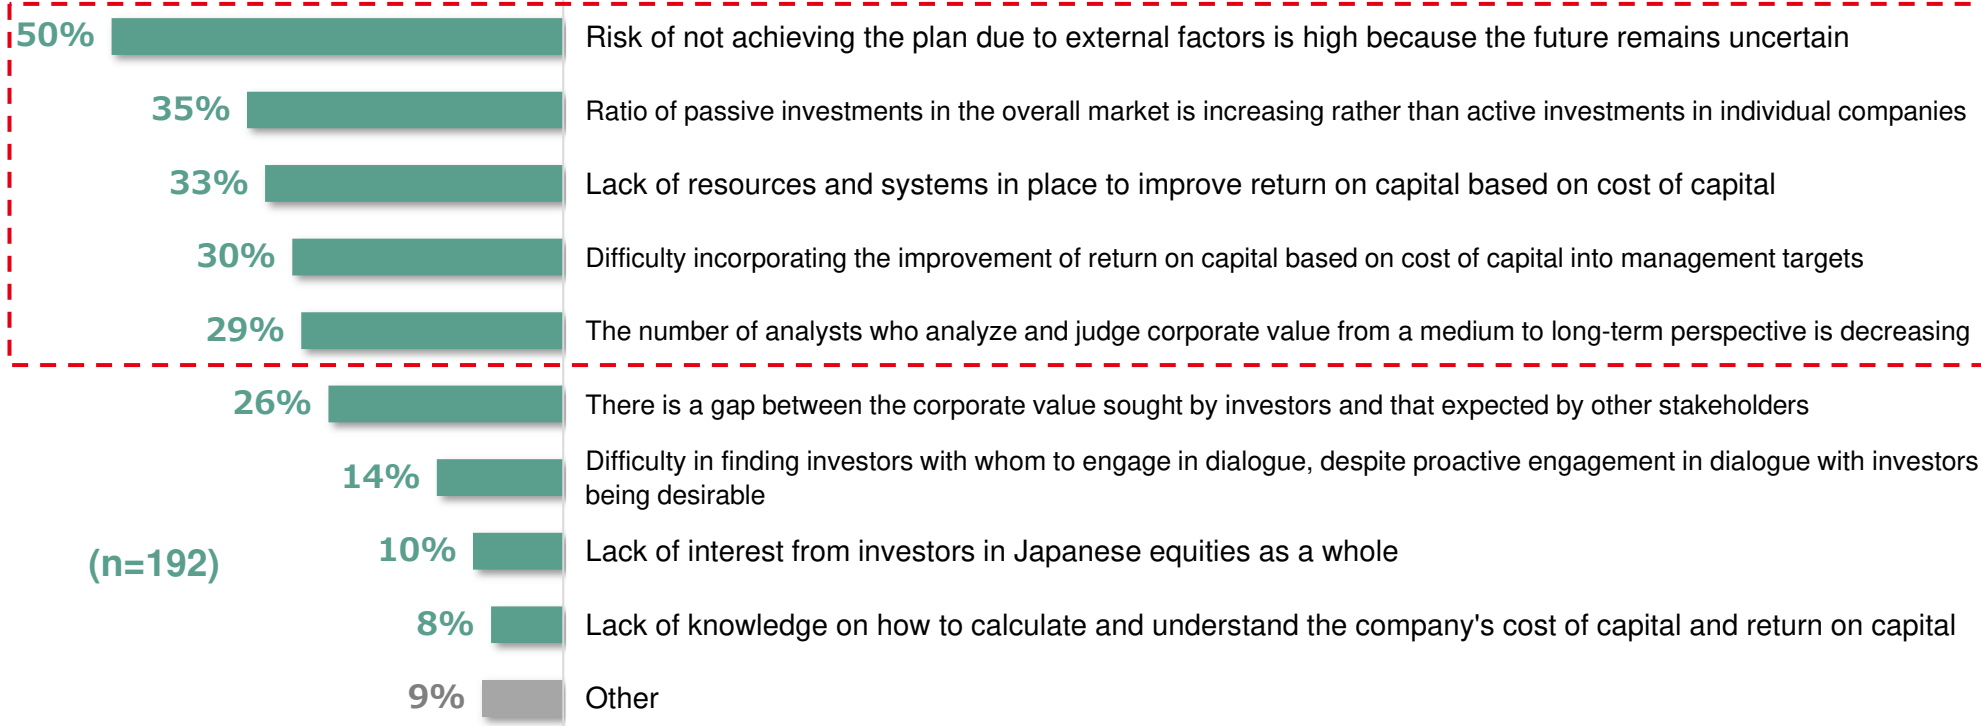 50% Risk of not achieving the plan due to external factors is high because the future remains uncertain
35% Ratio of passive investments in the overall market is increasing rather than active investments in individual companies
33% Lack of resources and systems in place to improve return on capital based on cost of capital
30% Difficulty incorporating the improvement of return on capital based on cost of capital into management targets
29% The number of analysts who analyze and judge corporate value from a medium to long-term perspective is decreasing
26% There is a gap between the corporate value sought by investors and that expected by other stakeholders
14% Difficulty in finding investors with whom to engage in dialogue, despite proactive engagement in dialogue with investors
being desirable
10% Lack of interest from investors in Japanese equities as a whole
(n=192)
8% Lack of knowledge on how to calculate and understand the company's cost of capital and return on capital
9% Other